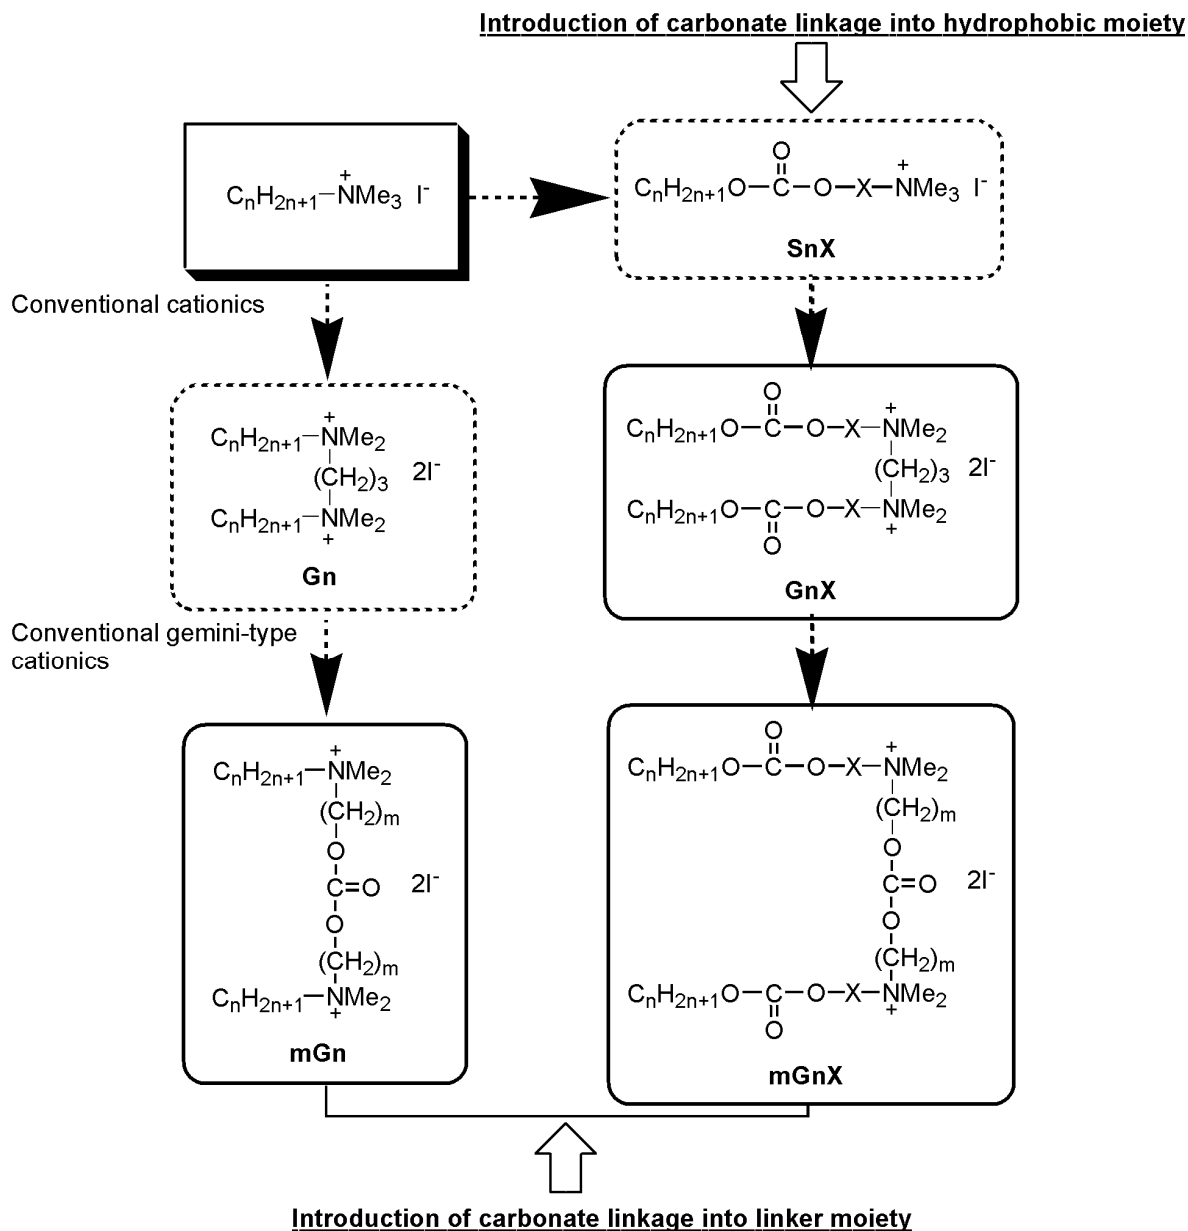 Introduction of carbonate linkage into hydrophobic moiety
CnH2n+1–N+Me3 I-
CnH2n+1O–C(=O)–O–X–N+Me3 I-
SnX
Conventional cationics
CnH2n+1–N+Me2
(CH2)3 2I-
CnH2n+1–N+Me2
Gn
CnH2n+1O–C(=O)–O–X–N+Me2
(CH2)3 2I-
CnH2n+1O–C(=O)–O–X–N+Me2
GnX
Conventional gemini-type
cationics
CnH2n+1–N+Me2
(CH2)m
O
C=O 2I-
O
(CH2)m
CnH2n+1–N+Me2
mGn
CnH2n+1O–C(=O)–O–X–N+Me2
(CH2)m
O
C=O 2I-
O
(CH2)m
CnH2n+1O–C(=O)–O–X–N+Me2
mGnX
Introduction of carbonate linkage into linker moiety